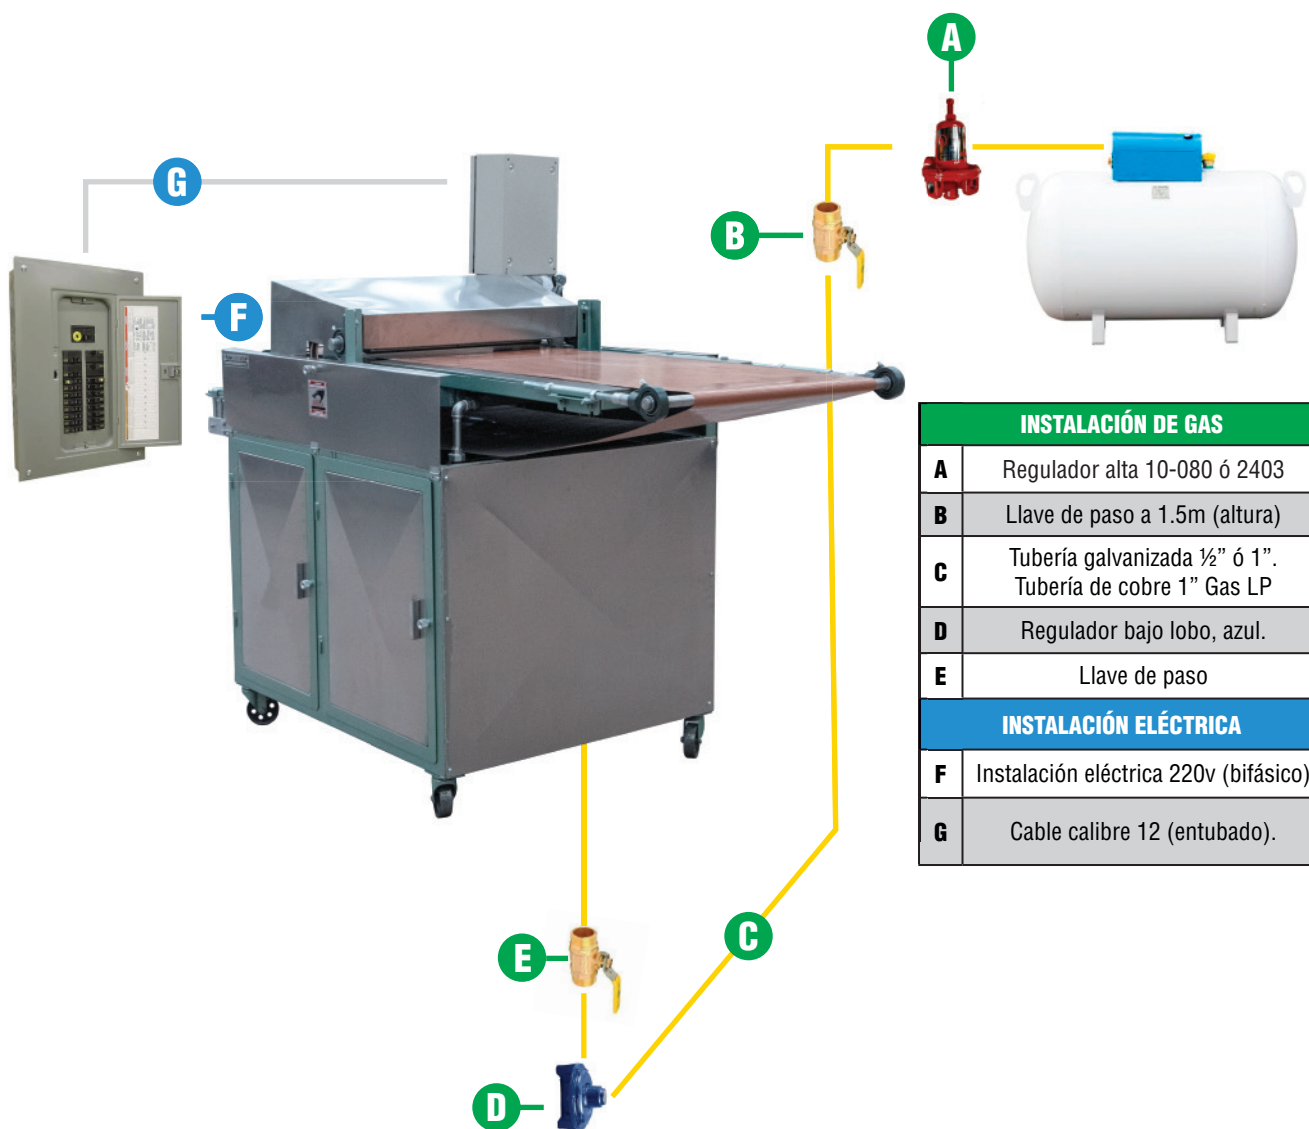 A
G
B
F
INSTALACIÓN DE GAS
A Regulador alta 10-080 ó 2403
B Llave de paso a 1.5m (altura)
C Tubería galvanizada ½” ó 1”.
Tubería de cobre 1” Gas LP
D Regulador bajo lobo, azul.
E Llave de paso
INSTALACIÓN ELÉCTRICA
F Instalación eléctrica 220v (bifásico)
G Cable calibre 12 (entubado).
C
E
D